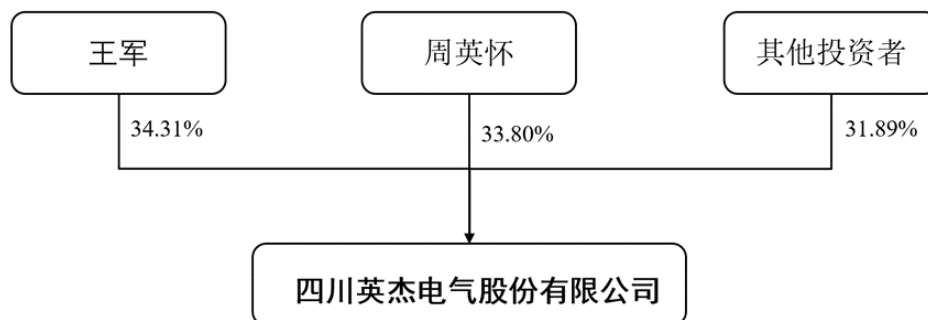 王军
周英怀
其他投资者
34.31%
33.80%
31.89%
四川英杰电气股份有限公司